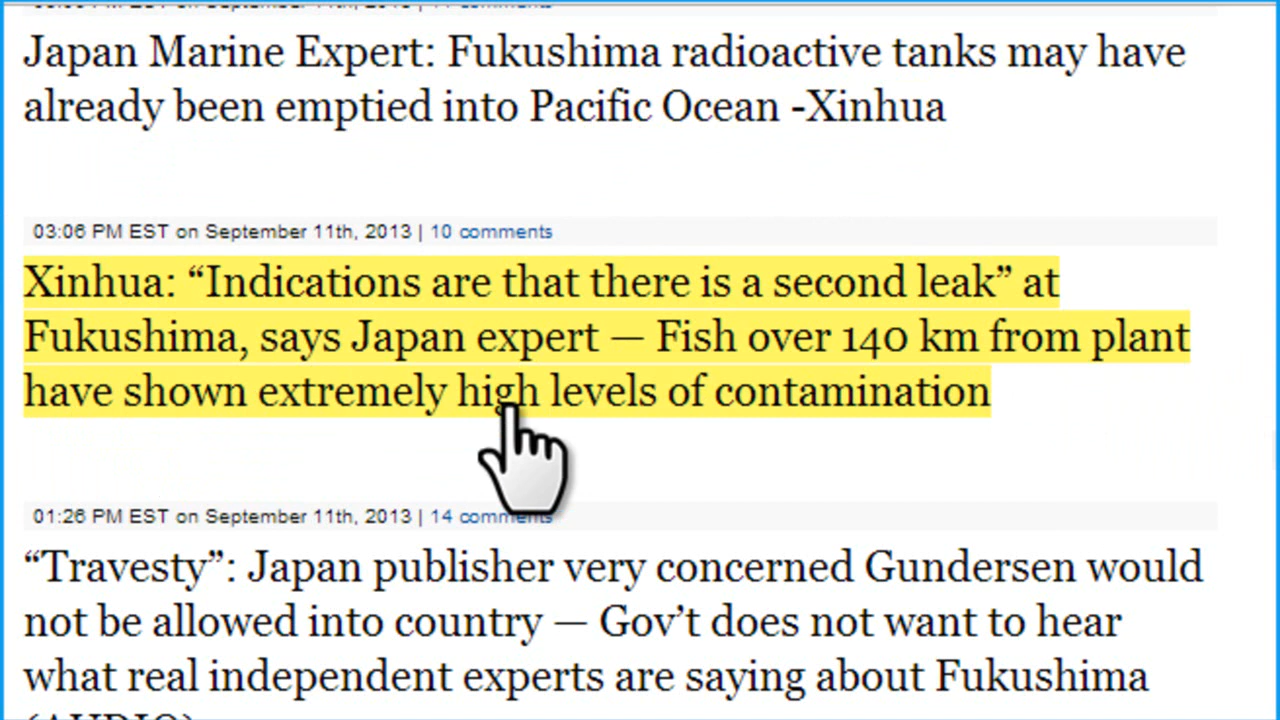 Japan Marine Expert: Fukushima radioactive tanks may have
already been emptied into Pacific Ocean -Xinhua
03:06 PM EST on September 11th, 2013 | 10 comments
Xinhua: “Indications are that there is a second leak” at
Fukushima, says Japan expert — Fish over 140 km from plant
have shown extremely high levels of contamination
01:26 PM EST on September 11th, 2013 | 14 comments
“Travesty”: Japan publisher very concerned Gundersen would
not be allowed into country — Gov’t does not want to hear
what real independent experts are saying about Fukushima
(AUDIO)